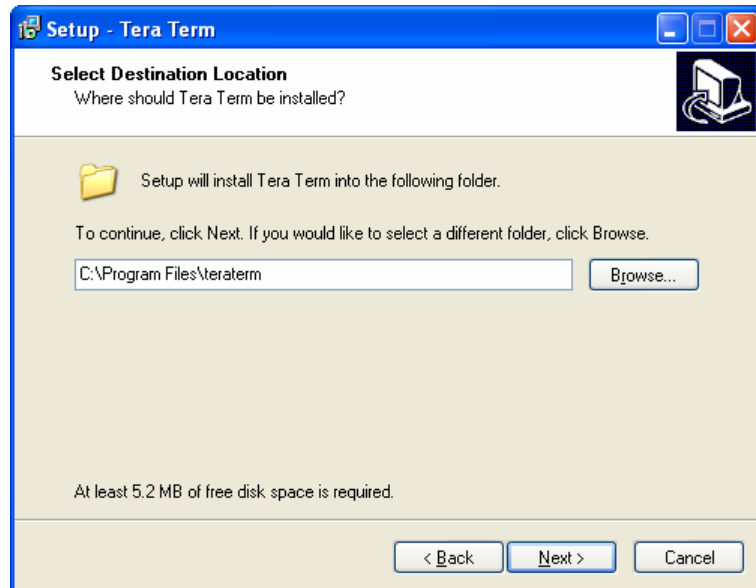 Setup - Tera Term
Select Destination Location
Where should Tera Term be installed?
Setup will install Tera Term into the following folder.
To continue, click Next. If you would like to select a different folder, click Browse.
C:\Program Files\teraterm
Browse...
At least 5.2 MB of free disk space is required.
< Back
Next >
Cancel